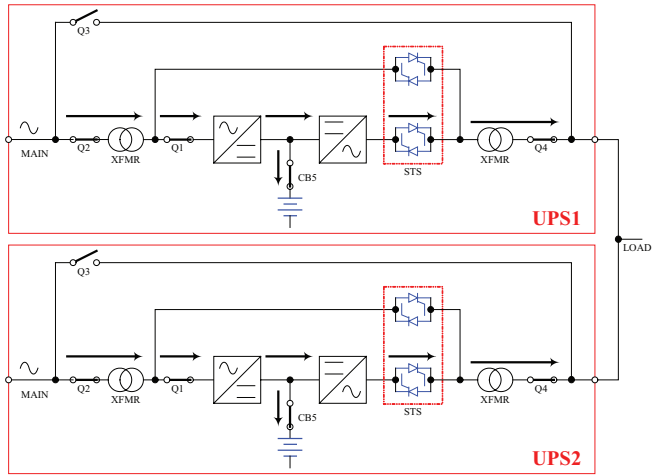 Q3
MAIN
Q2
XFMR
Q1
CB5
STS
XFMR
Q4
UPS1
LOAD
Q3
MAIN
Q2
XFMR
Q1
CB5
STS
XFMR
Q4
UPS2